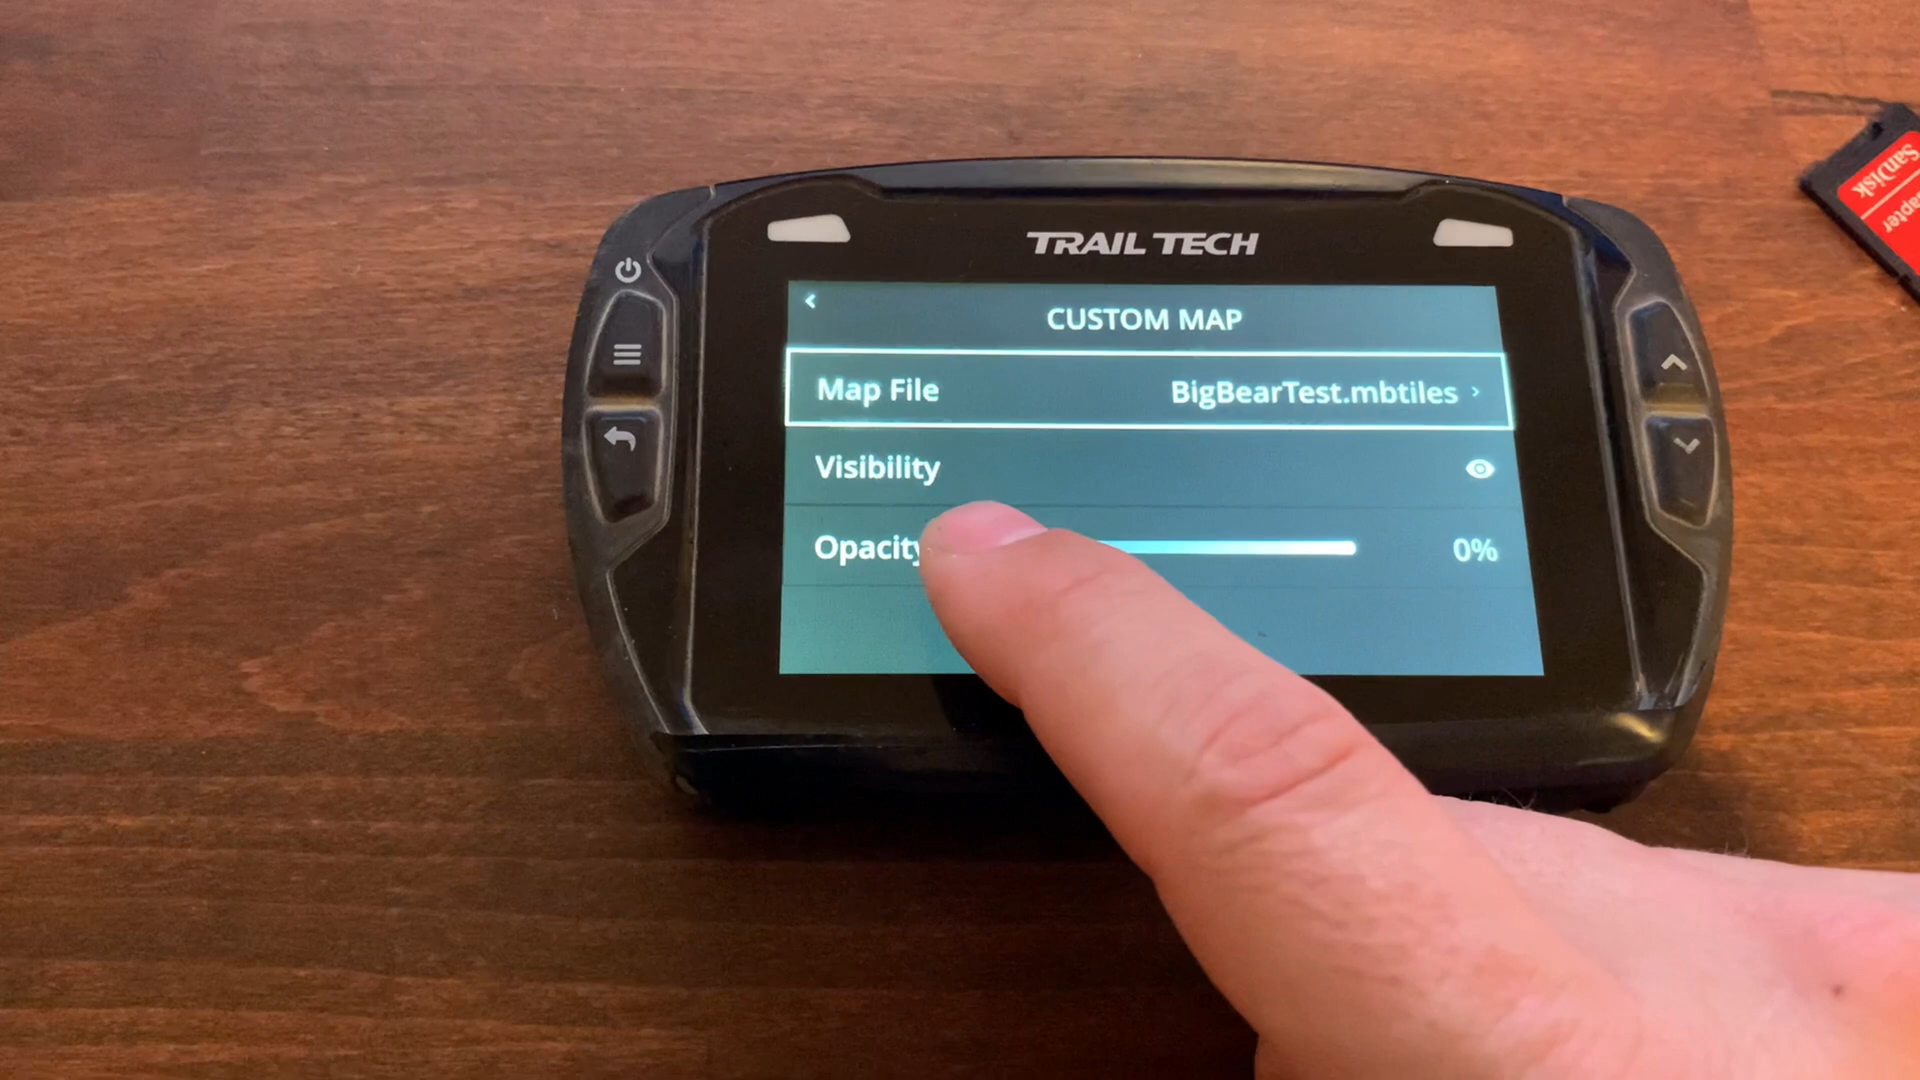 TRAIL TECH
CUSTOM MAP
Map File BigBearTest.mbtiles
Visibility
Opacity 0%
SanDisk